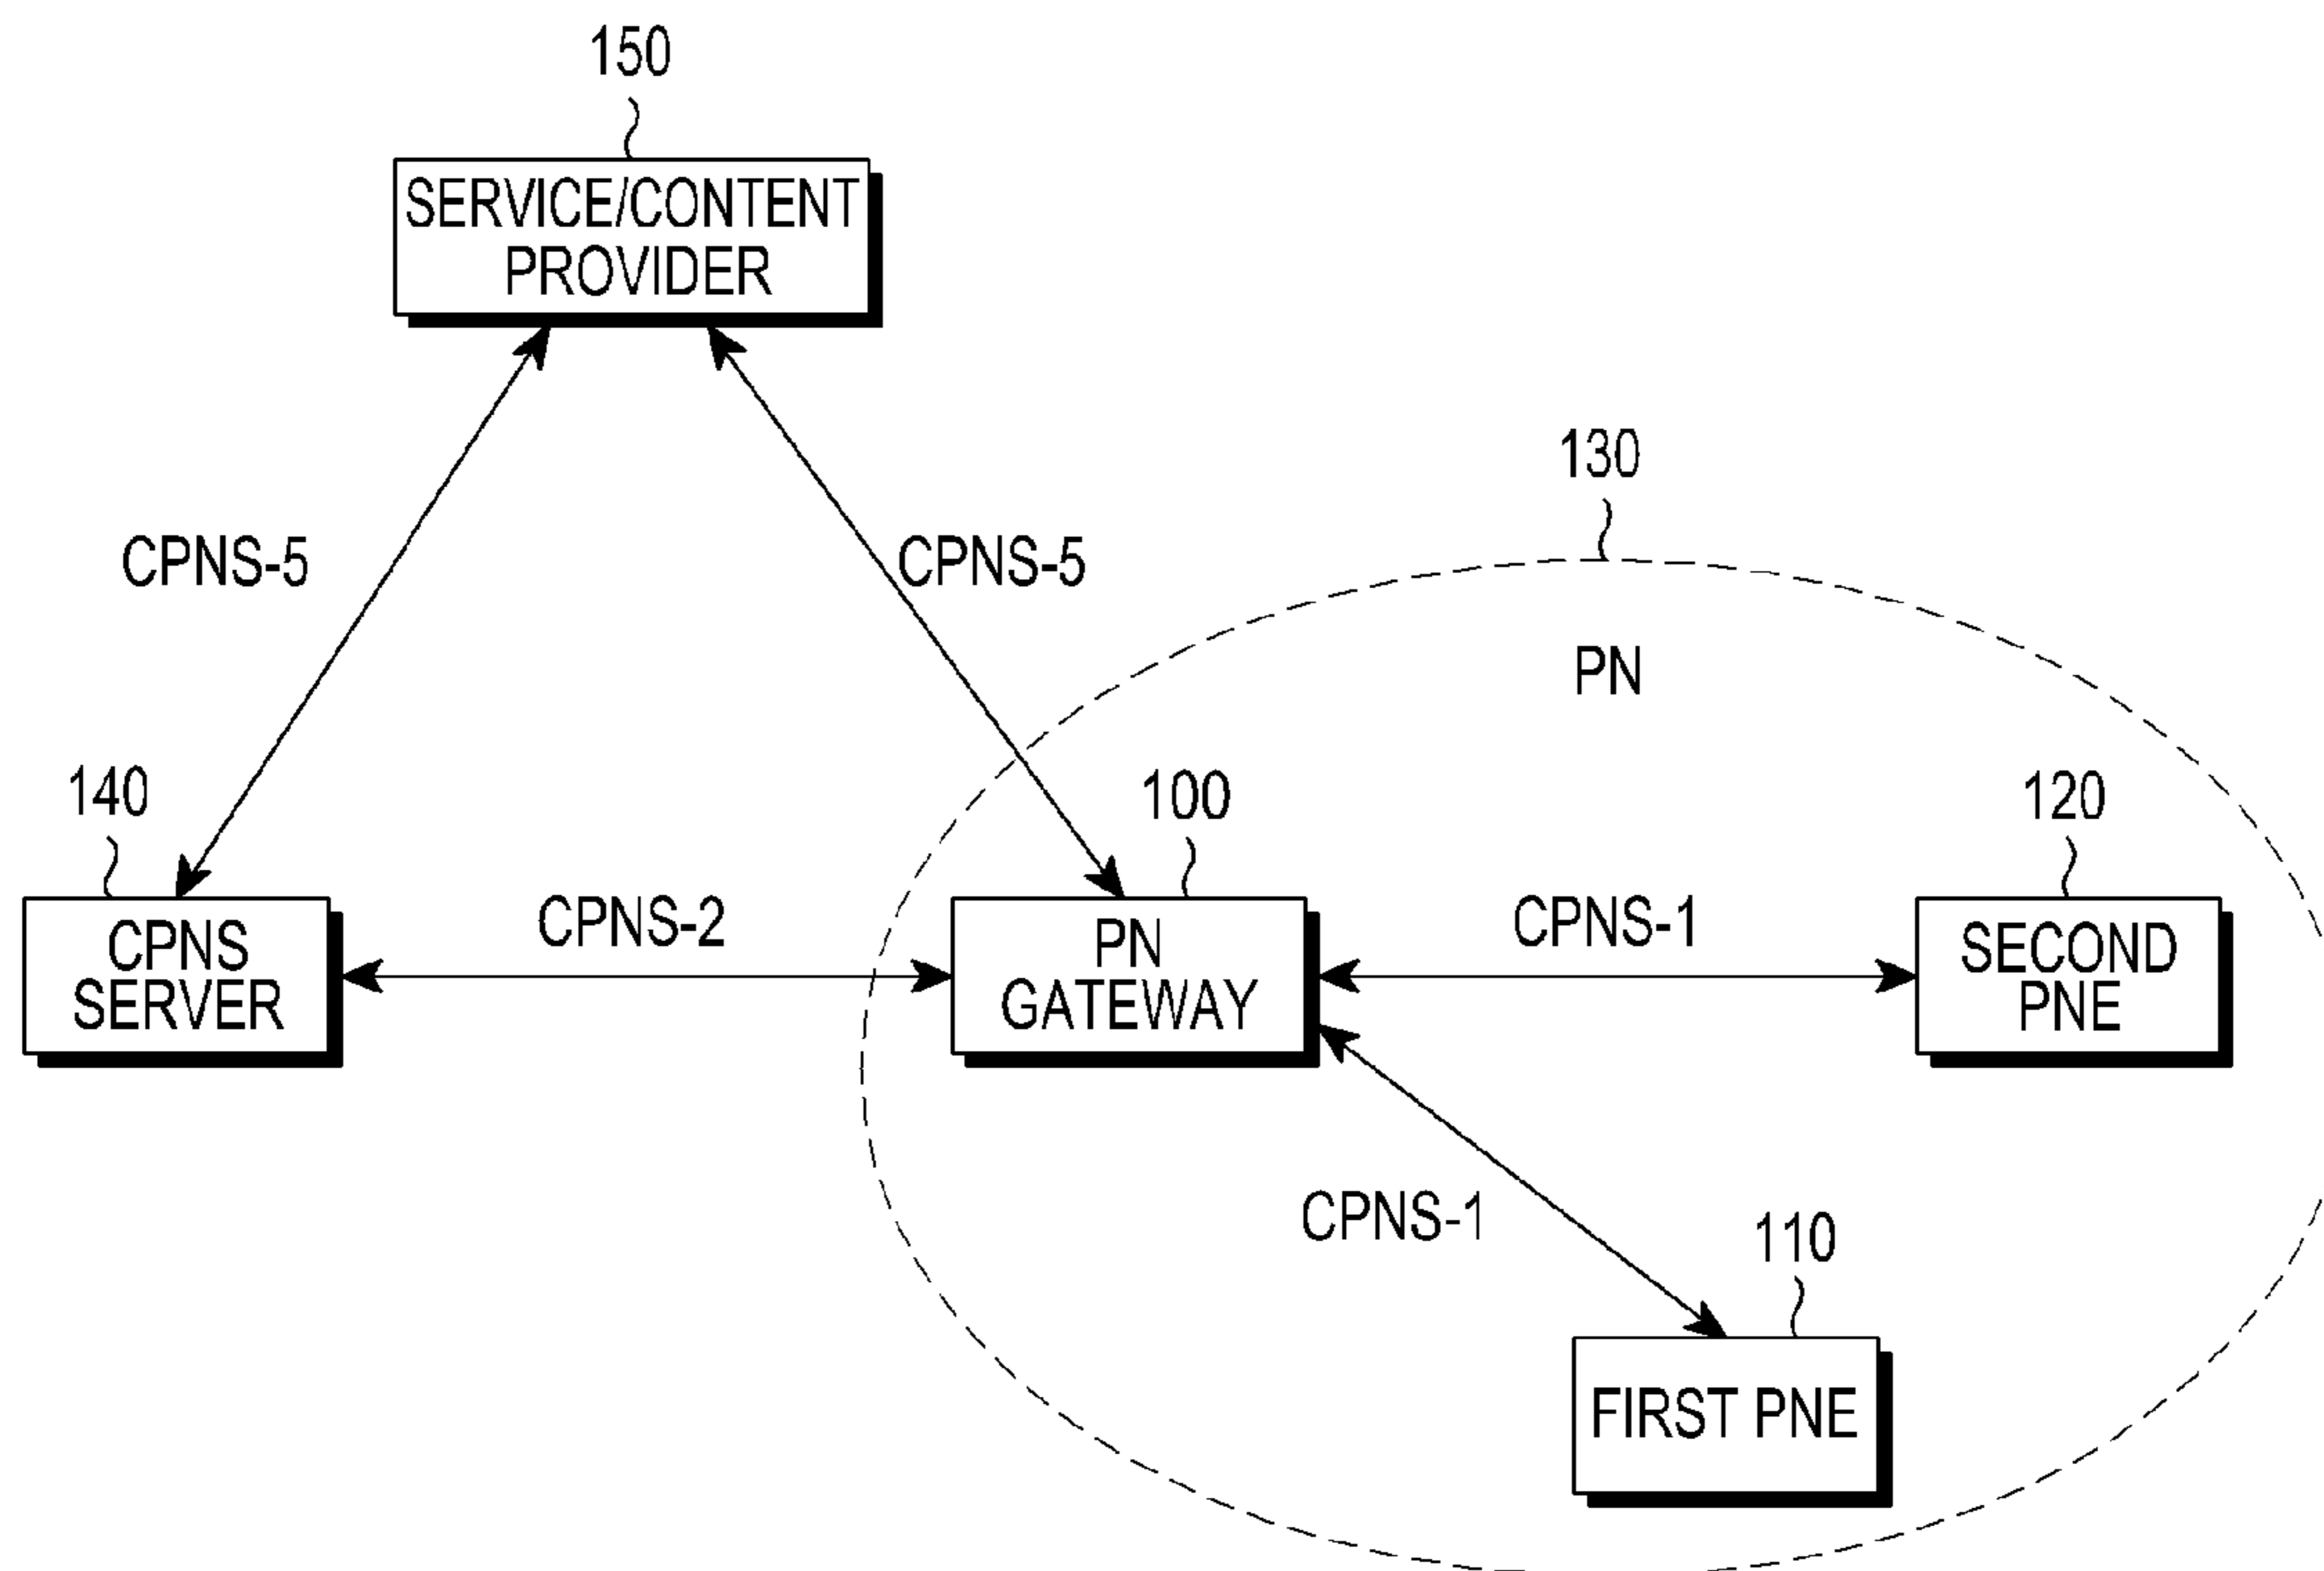 150
SERVICE/CONTENT
PROVIDER
130
CPNS-5
CPNS-5
PN
140
100
120
CPNS
SERVER
CPNS-2
PN
GATEWAY
CPNS-1
SECOND
PNE
CPNS-1
110
FIRST PNE